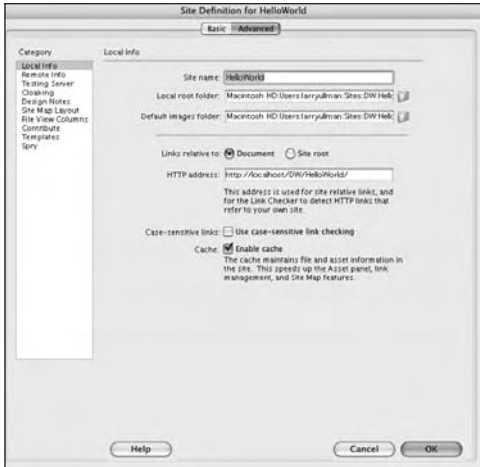 Site Definition for HelloWorld
Basic Advanced
Category
Local Info
Local Info
Remote Info
Testing Server
Cloaking
Design Notes
Site Map Layout
File View Columns
Contribute
Templates
Spry
Site name: HelloWorld
Local root folder: Macintosh HD:Users:larryullman:Sites:DW:Hell
Default images folder: Macintosh HD:Users:larryullman:Sites:DW:Hell
Links relative to: Document Site root
HTTP address: http://localhost/DW/HelloWorld/
This address is used for site relative links, and
for the Link Checker to detect HTTP links that
refer to your own site.
Case-sensitive links: Use case-sensitive link checking
Cache: Enable cache
The cache maintains file and asset information in
the site. This speeds up the Asset panel, link
management, and Site Map features.
Help Cancel OK